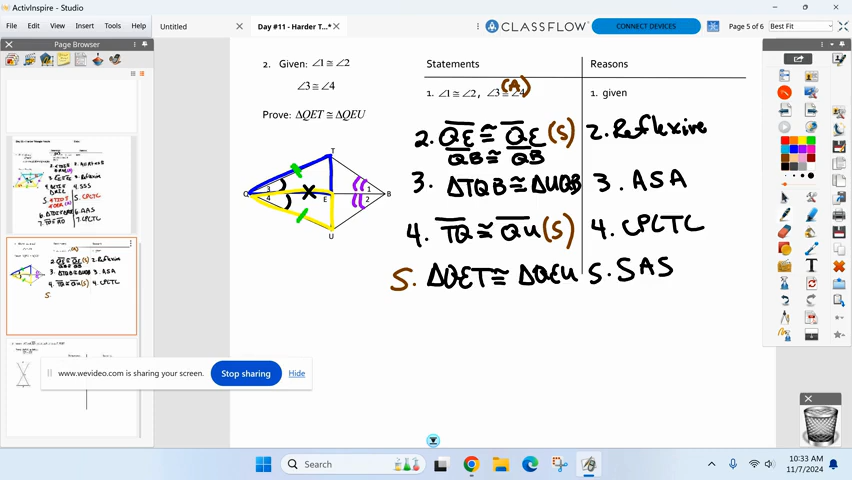 ActivInspire - Studio
File Edit View Insert Tools Help
Untitled
Day #11 - Harder T...*
CLASSFLOW
CONNECT DEVICES
Page 5 of 6
Best Fit
Page Browser
2. Given: ∠1 ≅ ∠2
∠3 ≅ ∠4
Prove: ΔQET ≅ ΔQEU
Statements
Reasons
1. ∠1 ≅ ∠2, ∠3 ≅ ∠4 (A)
1. given
2. QE ≅ QE (S)
QB ≅ QB
2. Reflexive
3. ΔTQB ≅ ΔUQB
3. ASA
4. TQ ≅ QU (S)
4. CPCTC
5. ΔQET ≅ ΔQEU
5. SAS
T
Q
3
4
E
1
2
B
U
www.wevideo.com is sharing your screen.
Stop sharing
Hide
Search
10:33 AM
11/7/2024